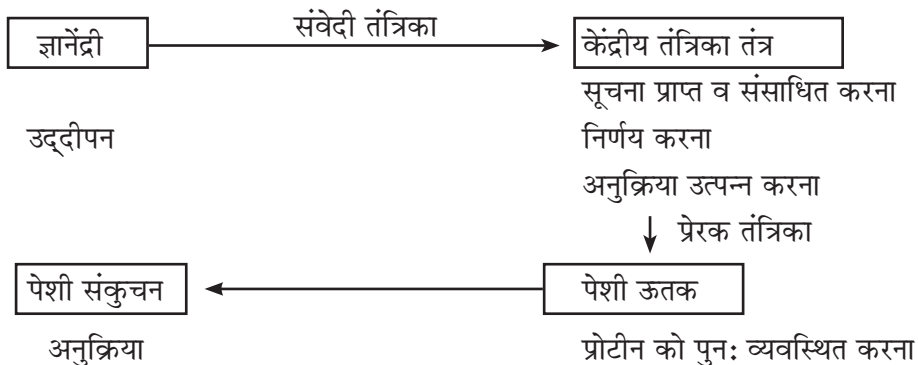 संवेदी तंत्रिका
ज्ञानेंद्री
केंद्रीय तंत्रिका तंत्र
सूचना प्राप्त व संसाधित करना
उद्दीपन
निर्णय करना
अनुक्रिया उत्पन्न करना
प्रेरक तंत्रिका
पेशी संकुचन
पेशी ऊतक
अनुक्रिया
प्रोटीन को पुन: व्यवस्थित करना